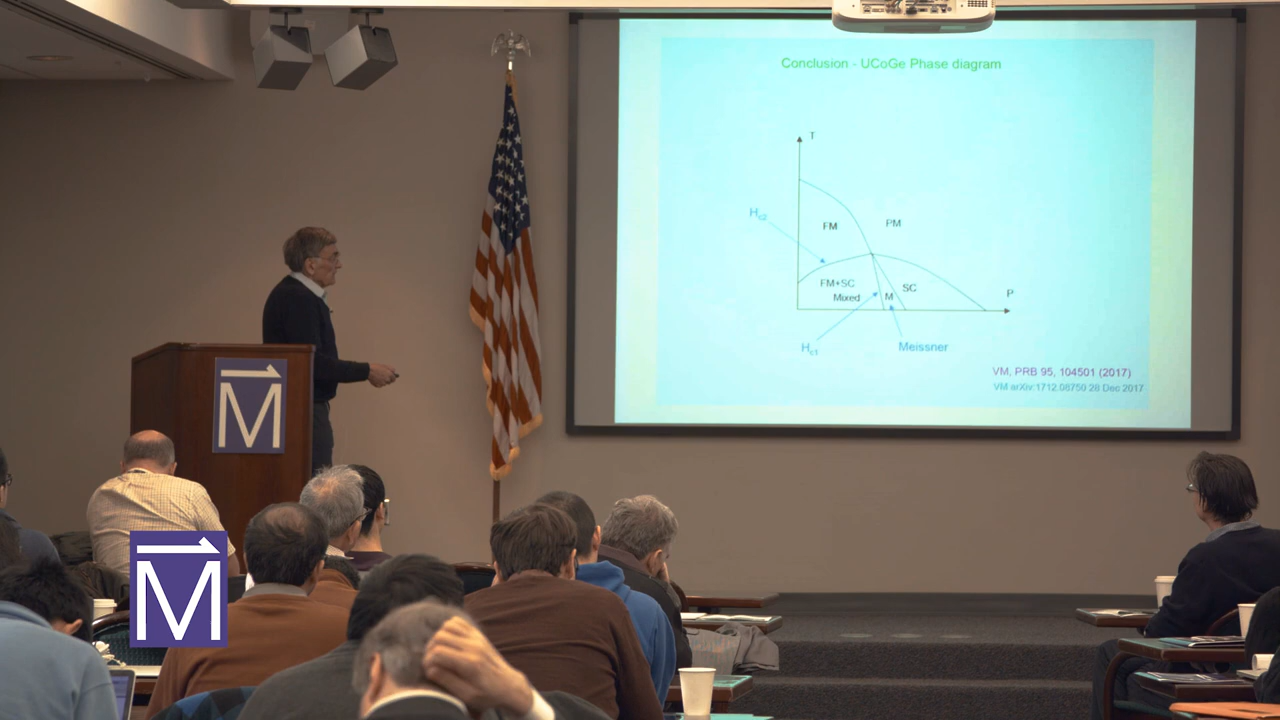 Conclusion - UCoGe Phase diagram
T
Hc2
FM
PM
FM+SC
Mixed
M
SC
P
Hc1
Meissner
VM, PRB 95, 104501 (2017)
VM arXiv:1712.06750 28 Dec 2017
M
M